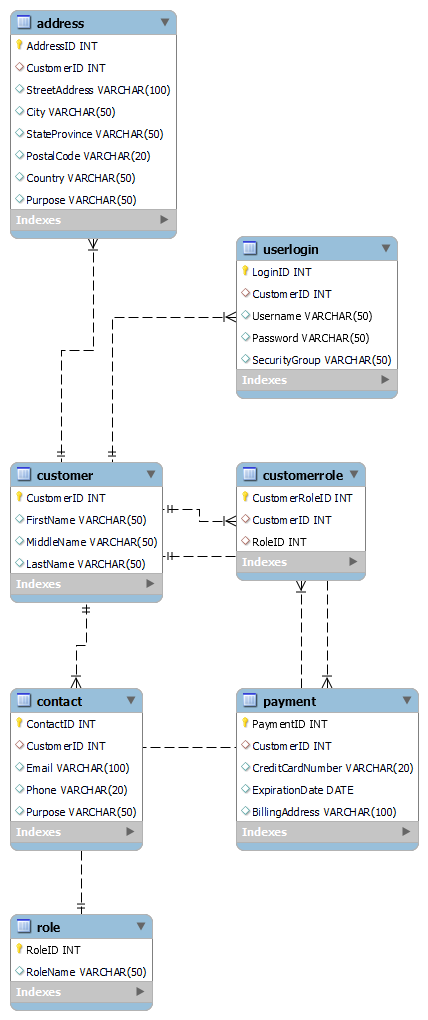 address
AddressID INT
CustomerID INT
StreetAddress VARCHAR(100)
City VARCHAR(50)
StateProvince VARCHAR(50)
PostalCode VARCHAR(20)
Country VARCHAR(50)
Purpose VARCHAR(50)
Indexes
userlogin
LoginID INT
CustomerID INT
Username VARCHAR(50)
Password VARCHAR(50)
SecurityGroup VARCHAR(50)
Indexes
customer
CustomerID INT
FirstName VARCHAR(50)
MiddleName VARCHAR(50)
LastName VARCHAR(50)
Indexes
customerrole
CustomerRoleID INT
CustomerID INT
RoleID INT
Indexes
contact
ContactID INT
CustomerID INT
Email VARCHAR(100)
Phone VARCHAR(20)
Purpose VARCHAR(50)
Indexes
payment
PaymentID INT
CustomerID INT
CreditCardNumber VARCHAR(20)
ExpirationDate DATE
BillingAddress VARCHAR(100)
Indexes
role
RoleID INT
RoleName VARCHAR(50)
Indexes